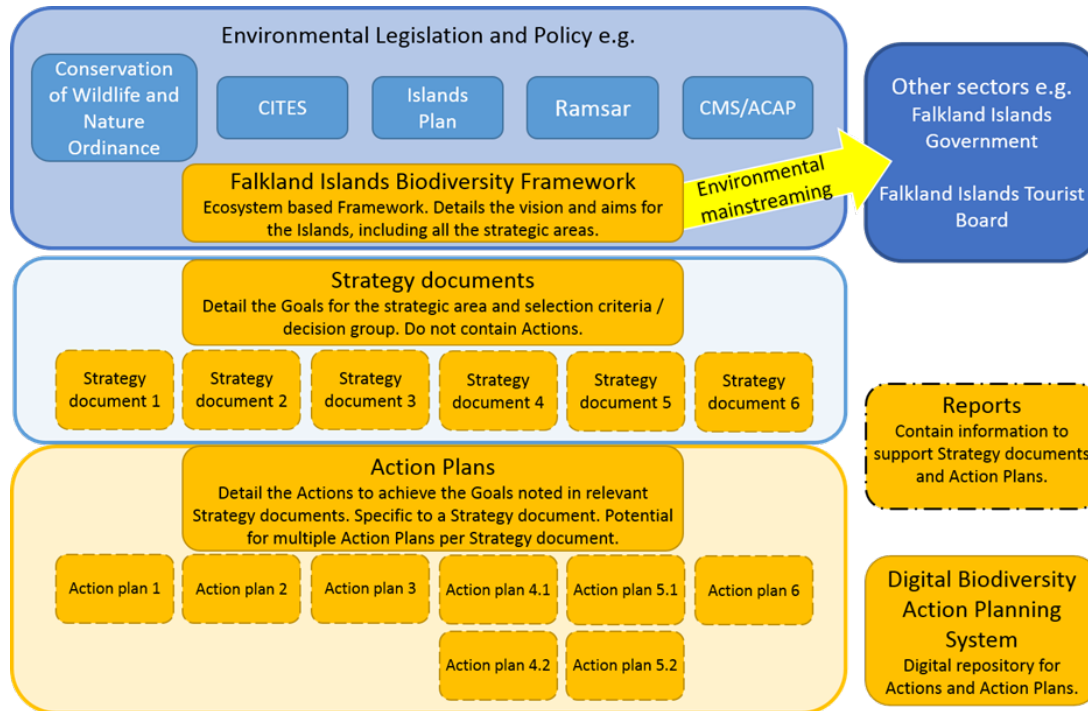 Environmental Legislation and Policy e.g.
Conservation
of Wildlife and
Nature
Ordinance
CITES
Islands
Plan
Ramsar
CMS/ACAP
Other sectors e.g.
Falkland Islands
Government
Falkland Islands Tourist
Board
Environmental
mainstreaming
Falkland Islands Biodiversity Framework
Ecosystem based Framework. Details the vision and aims for
the Islands, including all the strategic areas.
Strategy documents
Detail the Goals for the strategic area and selection criteria /
decision group. Do not contain Actions.
Strategy
document 1
Strategy
document 2
Strategy
document 3
Strategy
document 4
Strategy
document 5
Strategy
document 6
Reports
Contain information to
support Strategy documents
and Action Plans.
Action Plans
Detail the Actions to achieve the Goals noted in relevant
Strategy documents. Specific to a Strategy document. Potential
for multiple Action Plans per Strategy document.
Action plan 1
Action plan 2
Action plan 3
Action plan 4.1
Action plan 5.1
Action plan 6
Action plan 4.2
Action plan 5.2
Digital Biodiversity
Action Planning
System
Digital repository for
Actions and Action Plans.